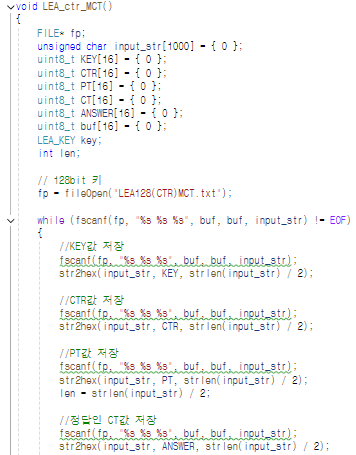 void LEA_ctr_MCT()
{
FILE* fp;
unsigned char input_str[1000] = { 0 };
uint8_t KEY[16] = { 0 };
uint8_t CTR[16] = { 0 };
uint8_t PT[16] = { 0 };
uint8_t CT[16] = { 0 };
uint8_t ANSWER[16] = { 0 };
uint8_t buf[16] = { 0 };
LEA_KEY key;
int len;
// 128bit 키
fp = fileOpen("LEA128(CTR)MCT.txt");
while (fscanf(fp, "%s %s %s", buf, buf, input_str) != EOF)
{
//KEY값 저장
fscanf(fp, "%s %s %s", buf, buf, input_str);
str2hex(input_str, KEY, strlen(input_str) / 2);
//CTR값 저장
fscanf(fp, "%s %s %s", buf, buf, input_str);
str2hex(input_str, CTR, strlen(input_str) / 2);
//PT값 저장
fscanf(fp, "%s %s %s", buf, buf, input_str);
str2hex(input_str, PT, strlen(input_str) / 2);
len = strlen(input_str) / 2;
//정답인 CT값 저장
fscanf(fp, "%s %s %s", buf, buf, input_str);
str2hex(input_str, ANSWER, strlen(input_str) / 2);